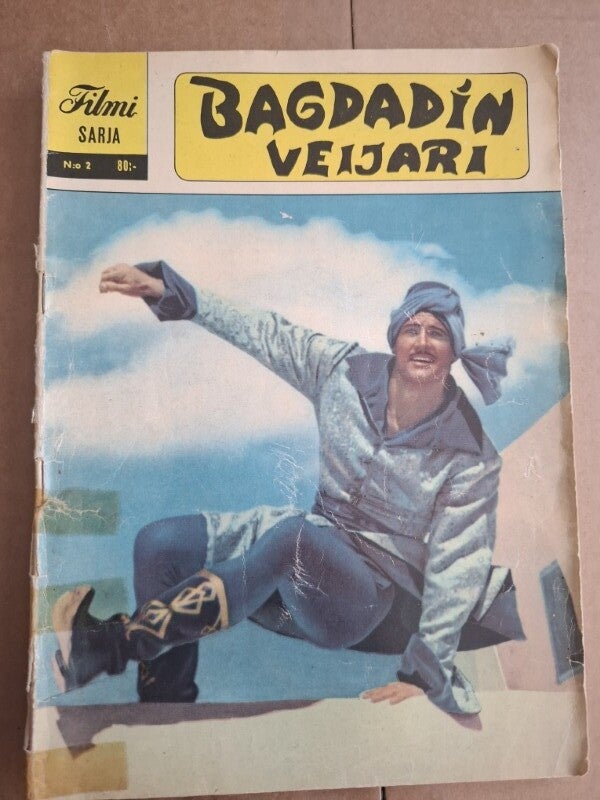 Filmi
SARJA
N:o 2 80:-
BAGDADIN
VEIJARI